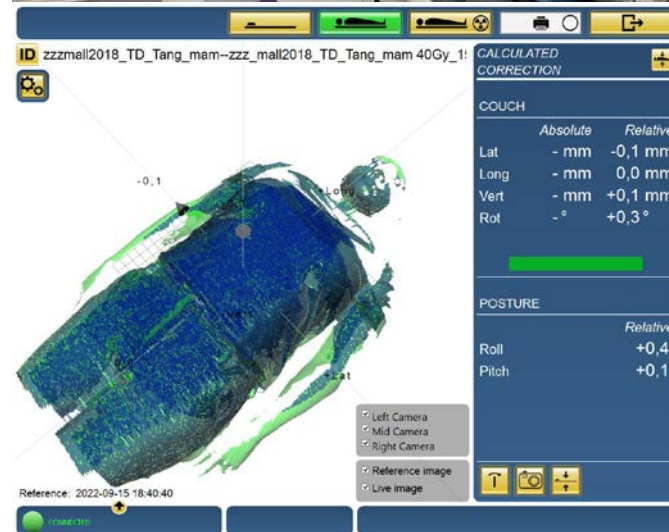 ID zzzmall2018_TD_Tang_mam--zzz_mall2018_TD_Tang_mam 40Gy_15
CALCULATED
CORRECTION
COUCH
Absolute Relative
Lat - mm -0,1 mm
Long - mm 0,0 mm
Vert - mm +0,1 mm
Rot -° +0,3°
POSTURE
Relative
Roll +0,4
Pitch +0,1
-0,1
+Long
+Lat
Left Camera
Mid Camera
Right Camera
Reference image
Live image
Reference: 2022-09-15 18:40:40
CONNECTED